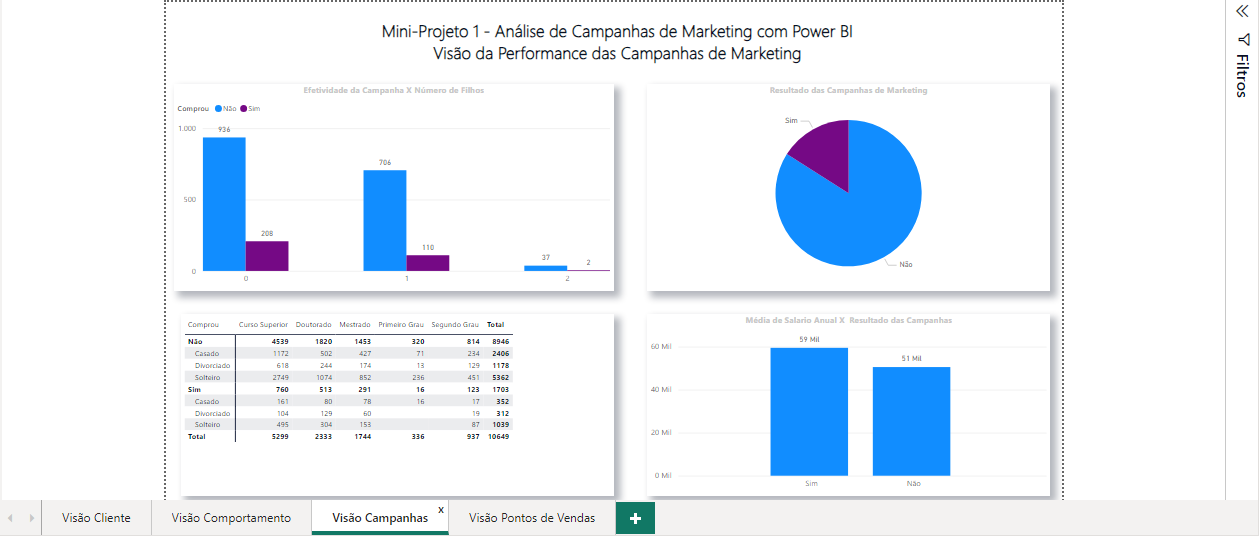 Mini-Projeto 1 - Análise de Campanhas de Marketing com Power BI
Visão da Performance das Campanhas de Marketing
Filtros
Efetividade da Campanha X Número de Filhos
Comprou Não Sim
1.000
500
0
936
208
706
110
37
2
0 1 2
Resultado das Campanhas de Marketing
Sim
Não
Comprou Curso Superior Doutorado Mestrado Primeiro Grau Segundo Grau Total
Não 4539 1820 1453 320 814 8946
Casado 1172 502 427 71 234 2406
Divorciado 618 244 174 13 129 1178
Solteiro 2749 1074 852 236 451 5362
Sim 760 513 291 16 123 1703
Casado 161 80 78 16 17 352
Divorciado 104 129 60 19 312
Solteiro 495 304 153 87 1039
Total 5299 2333 1744 336 937 10649
Média de Salario Anual X Resultado das Campanhas
60 Mil
40 Mil
20 Mil
0 Mil
59 Mil
51 Mil
Sim Não
Visão Cliente Visão Comportamento Visão Campanhas x Visão Pontos de Vendas +